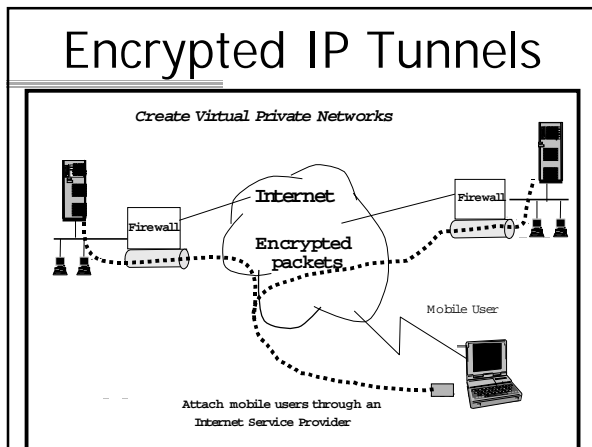 Encrypted IP Tunnels
Create Virtual Private Networks
Internet
Firewall
Firewall
Encrypted
packets
Mobile User
Attach mobile users through an
Internet Service Provider